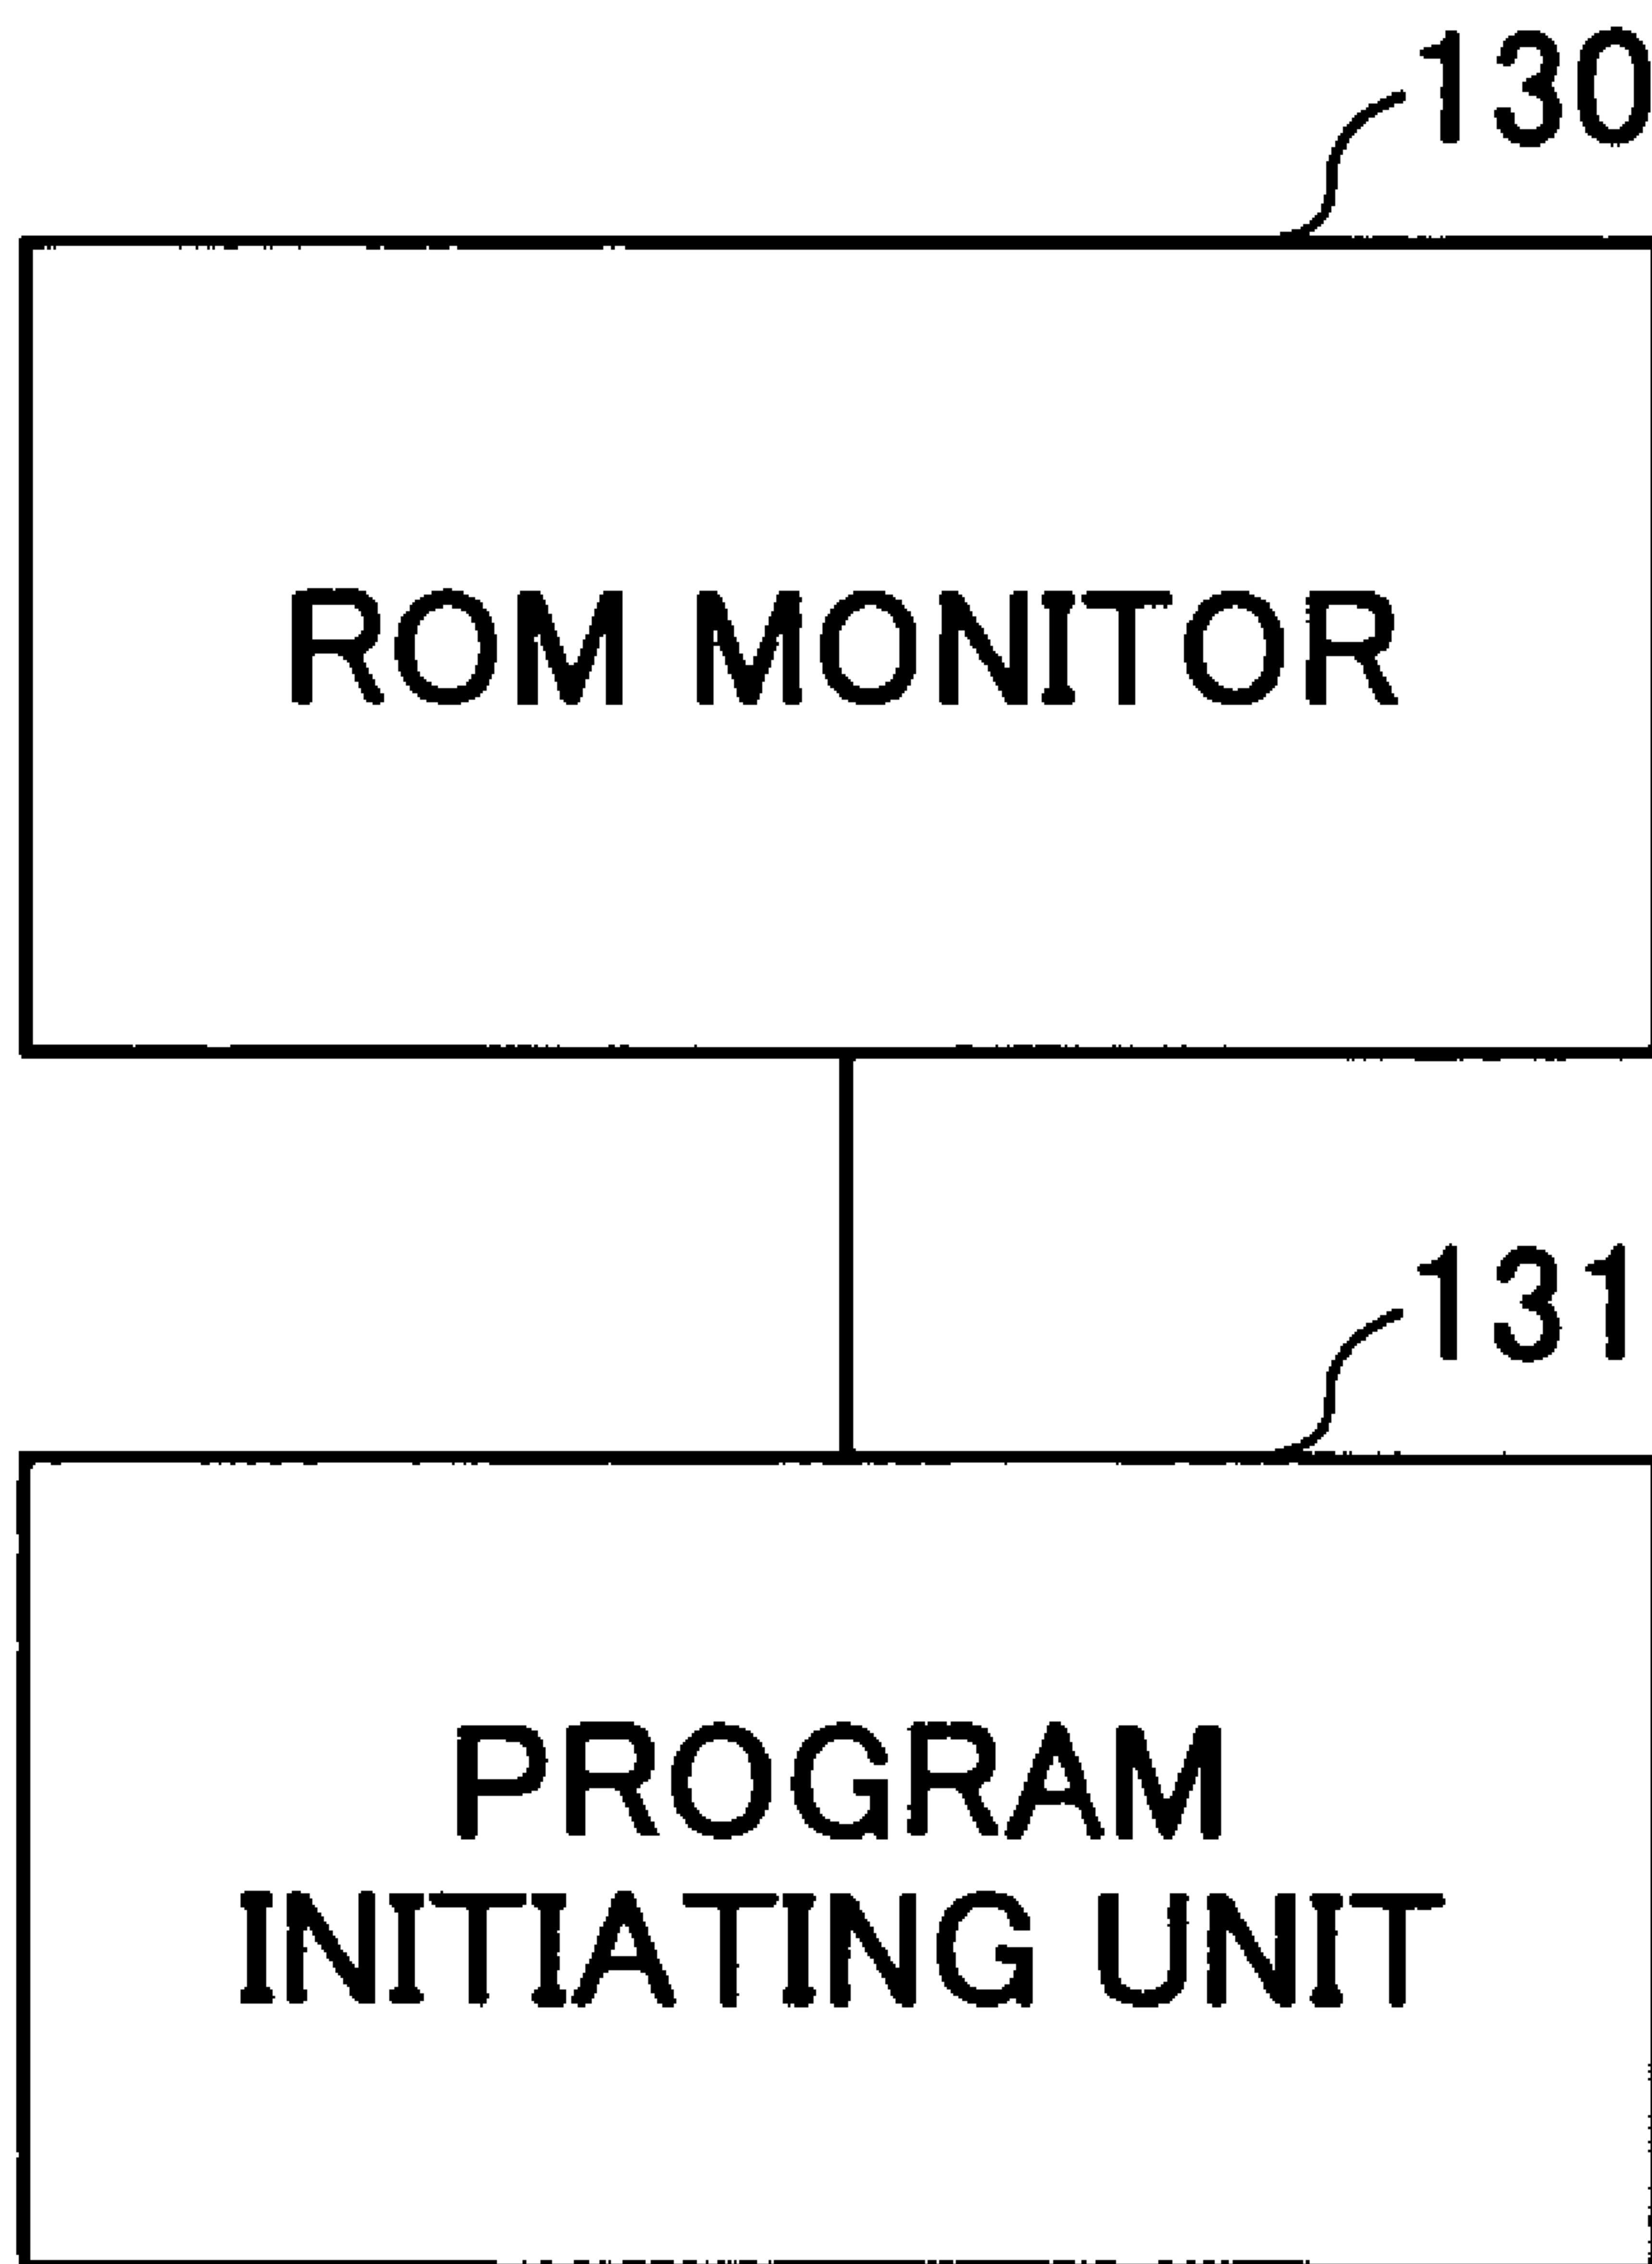 130
ROM MONITOR
131
PROGRAM
INITIATING UNIT